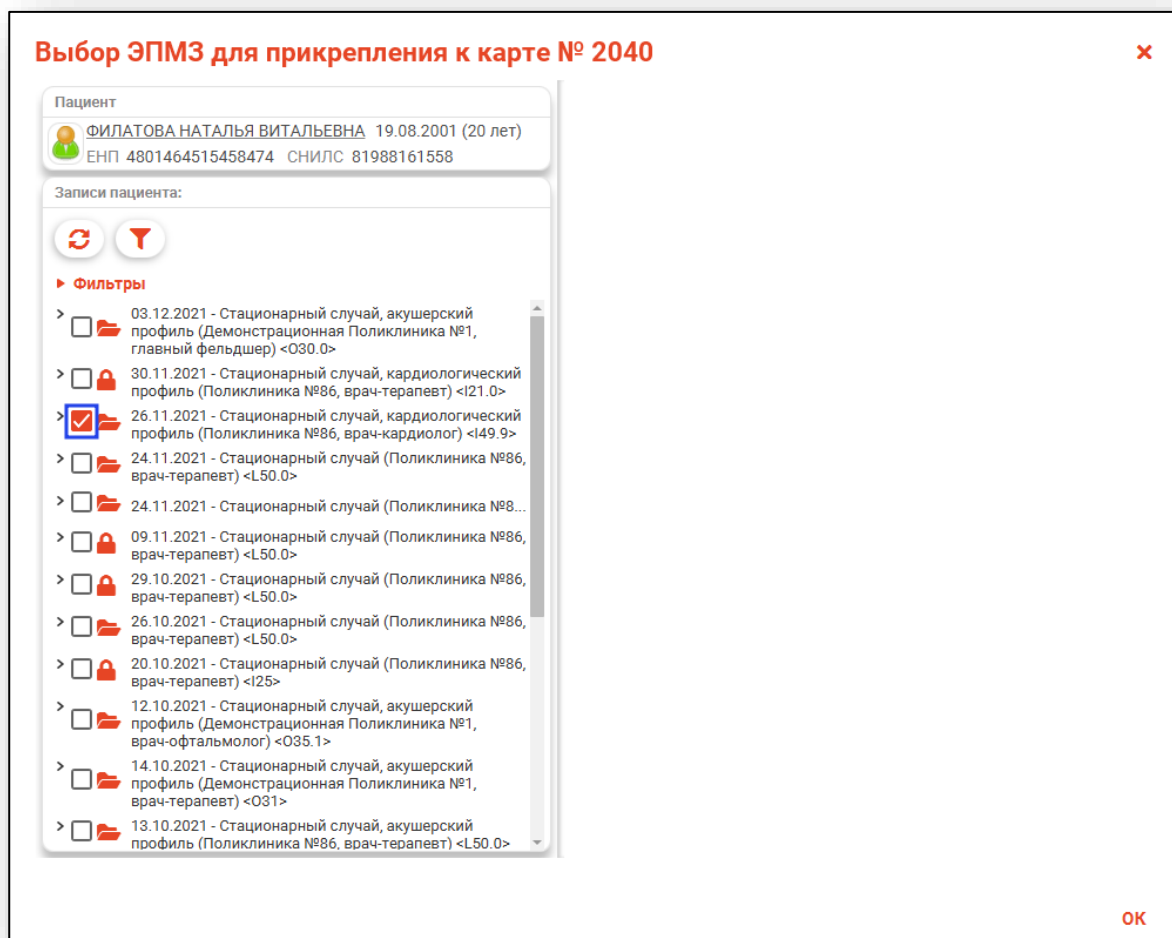 Выбор ЭПМЗ для прикрепления к карте № 2040
Пациент
ФИЛАТОВА НАТАЛЬЯ ВИТАЛЬЕВНА 19.08.2001 (20 лет)
ЕНП 4801464515458474 СНИЛС 81988161558
Записи пациента:
Фильтры
03.12.2021 - Стационарный случай, акушерский
профиль (Демонстрационная Поликлиника №1,
главный фельдшер) <O30.0>
30.11.2021 - Стационарный случай, кардиологический
профиль (Поликлиника №86, врач-терапевт) <I21.0>
26.11.2021 - Стационарный случай, кардиологический
профиль (Поликлиника №86, врач-кардиолог) <I49.9>
24.11.2021 - Стационарный случай (Поликлиника №86,
врач-терапевт) <L50.0>
24.11.2021 - Стационарный случай (Поликлиника №8...
09.11.2021 - Стационарный случай (Поликлиника №86,
врач-терапевт) <L50.0>
29.10.2021 - Стационарный случай (Поликлиника №86,
врач-терапевт) <L50.0>
26.10.2021 - Стационарный случай (Поликлиника №86,
врач-терапевт) <L50.0>
20.10.2021 - Стационарный случай (Поликлиника №86,
врач-терапевт) <I25>
12.10.2021 - Стационарный случай, акушерский
профиль (Демонстрационная Поликлиника №1,
врач-офтальмолог) <O35.1>
14.10.2021 - Стационарный случай, акушерский
профиль (Демонстрационная Поликлиника №1,
врач-терапевт) <O31>
13.10.2021 - Стационарный случай, акушерский
профиль (Поликлиника №86, врач-терапевт) <L50.0>
ОК